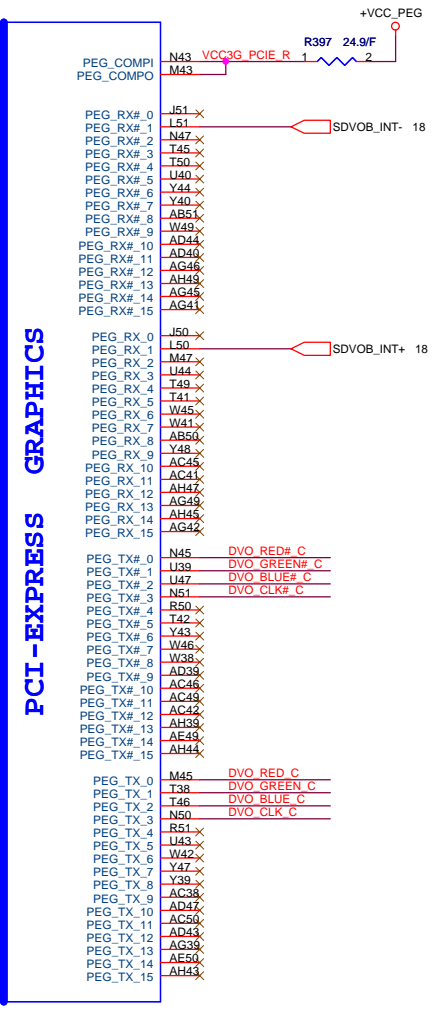 +VCC_PEG
R397 24.9/F
PEG_COMPI N43 VCC3G_PCIE_R 1 2
PEG_COMPO M43
PEG_RX#_0 J51
PEG_RX#_1 L51 SDVOB_INT- 18
PEG_RX#_2 N47
PEG_RX#_3 T45
PEG_RX#_4 T50
PEG_RX#_5 U40
PEG_RX#_6 Y44
PEG_RX#_7 Y40
PEG_RX#_8 AB51
PEG_RX#_9 W49
PEG_RX#_10 AD44
PEG_RX#_11 AD40
PEG_RX#_12 AG46
PEG_RX#_13 AH49
PEG_RX#_14 AG45
PEG_RX#_15 AG41
PEG_RX_0 J50
PEG_RX_1 L50 SDVOB_INT+ 18
PEG_RX_2 M47
PEG_RX_3 U44
PEG_RX_4 T49
PEG_RX_5 T41
PEG_RX_6 W45
PEG_RX_7 W41
PEG_RX_8 AB50
PEG_RX_9 Y48
PEG_RX_10 AC45
PEG_RX_11 AC41
PEG_RX_12 AH47
PEG_RX_13 AG49
PEG_RX_14 AH45
PEG_RX_15 AG42
PCI-EXPRESS GRAPHICS
PEG_TX#_0 N45 DVO_RED#_C
PEG_TX#_1 U39 DVO_GREEN#_C
PEG_TX#_2 U47 DVO_BLUE#_C
PEG_TX#_3 N51 DVO_CLK#_C
PEG_TX#_4 R50
PEG_TX#_5 T42
PEG_TX#_6 Y43
PEG_TX#_7 W46
PEG_TX#_8 W38
PEG_TX#_9 AD39
PEG_TX#_10 AC46
PEG_TX#_11 AC49
PEG_TX#_12 AC42
PEG_TX#_13 AH39
PEG_TX#_14 AE49
PEG_TX#_15 AH44
PEG_TX_0 M45 DVO_RED_C
PEG_TX_1 T38 DVO_GREEN_C
PEG_TX_2 T46 DVO_BLUE_C
PEG_TX_3 N50 DVO_CLK_C
PEG_TX_4 R51
PEG_TX_5 U43
PEG_TX_6 W42
PEG_TX_7 Y47
PEG_TX_8 Y39
PEG_TX_9 AC38
PEG_TX_10 AD47
PEG_TX_11 AC50
PEG_TX_12 AD43
PEG_TX_13 AG39
PEG_TX_14 AE50
PEG_TX_15 AH43